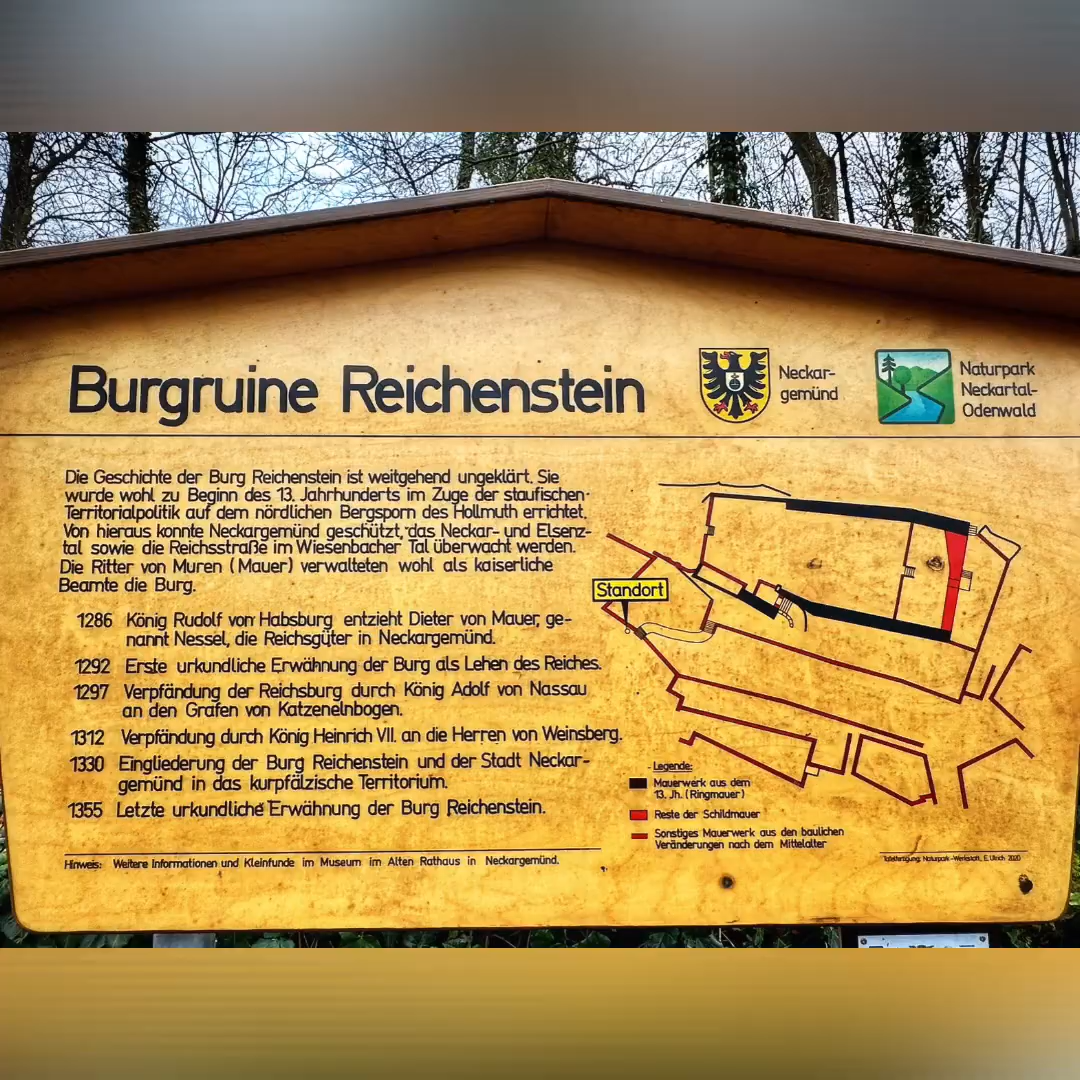 Burgruine Reichenstein
Neckar-
gemünd
Naturpark
Neckartal-
Odenwald
Die Geschichte der Burg Reichenstein ist weitgehend ungeklärt. Sie
wurde wohl zu Beginn des 13. Jahrhunderts im Zuge der staufischen
Territorialpolitik auf dem nördlichen Bergsporn des Hollmuth errichtet.
Von hieraus konnte Neckargemünd geschützt, das Neckar- und Elsenz-
tal sowie die Reichsstraße im Wiesenbacher Tal überwacht werden.
Die Ritter von Muren (Mauer) verwalteten wohl als kaiserliche
Beamte die Burg.
1286 König Rudolf von Habsburg entzieht Dieter von Mauer, ge-
nannt Nessel, die Reichsgüter in Neckargemünd.
1292 Erste urkundliche Erwähnung der Burg als Lehen des Reiches.
1297 Verpfändung der Reichsburg durch König Adolf von Nassau
an den Grafen von Katzenelnbogen.
1312 Verpfändung durch König Heinrich VII. an die Herren von Weinsberg.
1330 Eingliederung der Burg Reichenstein und der Stadt Neckar-
gemünd in das kurpfälzische Territorium.
1355 Letzte urkundliche Erwähnung der Burg Reichenstein.
Hinweis: Weitere Informationen und Kleinfunde im Museum im Alten Rathaus in Neckargemünd.
Standort
Legende:
Mauerwerk aus dem
13. Jh. (Ringmauer)
Reste der Schildmauer
Sonstiges Mauerwerk aus den baulichen
Veränderungen nach dem Mittelalter
Tafelfertigung: Naturpark-Werkstatt, E. Ulrich 2020